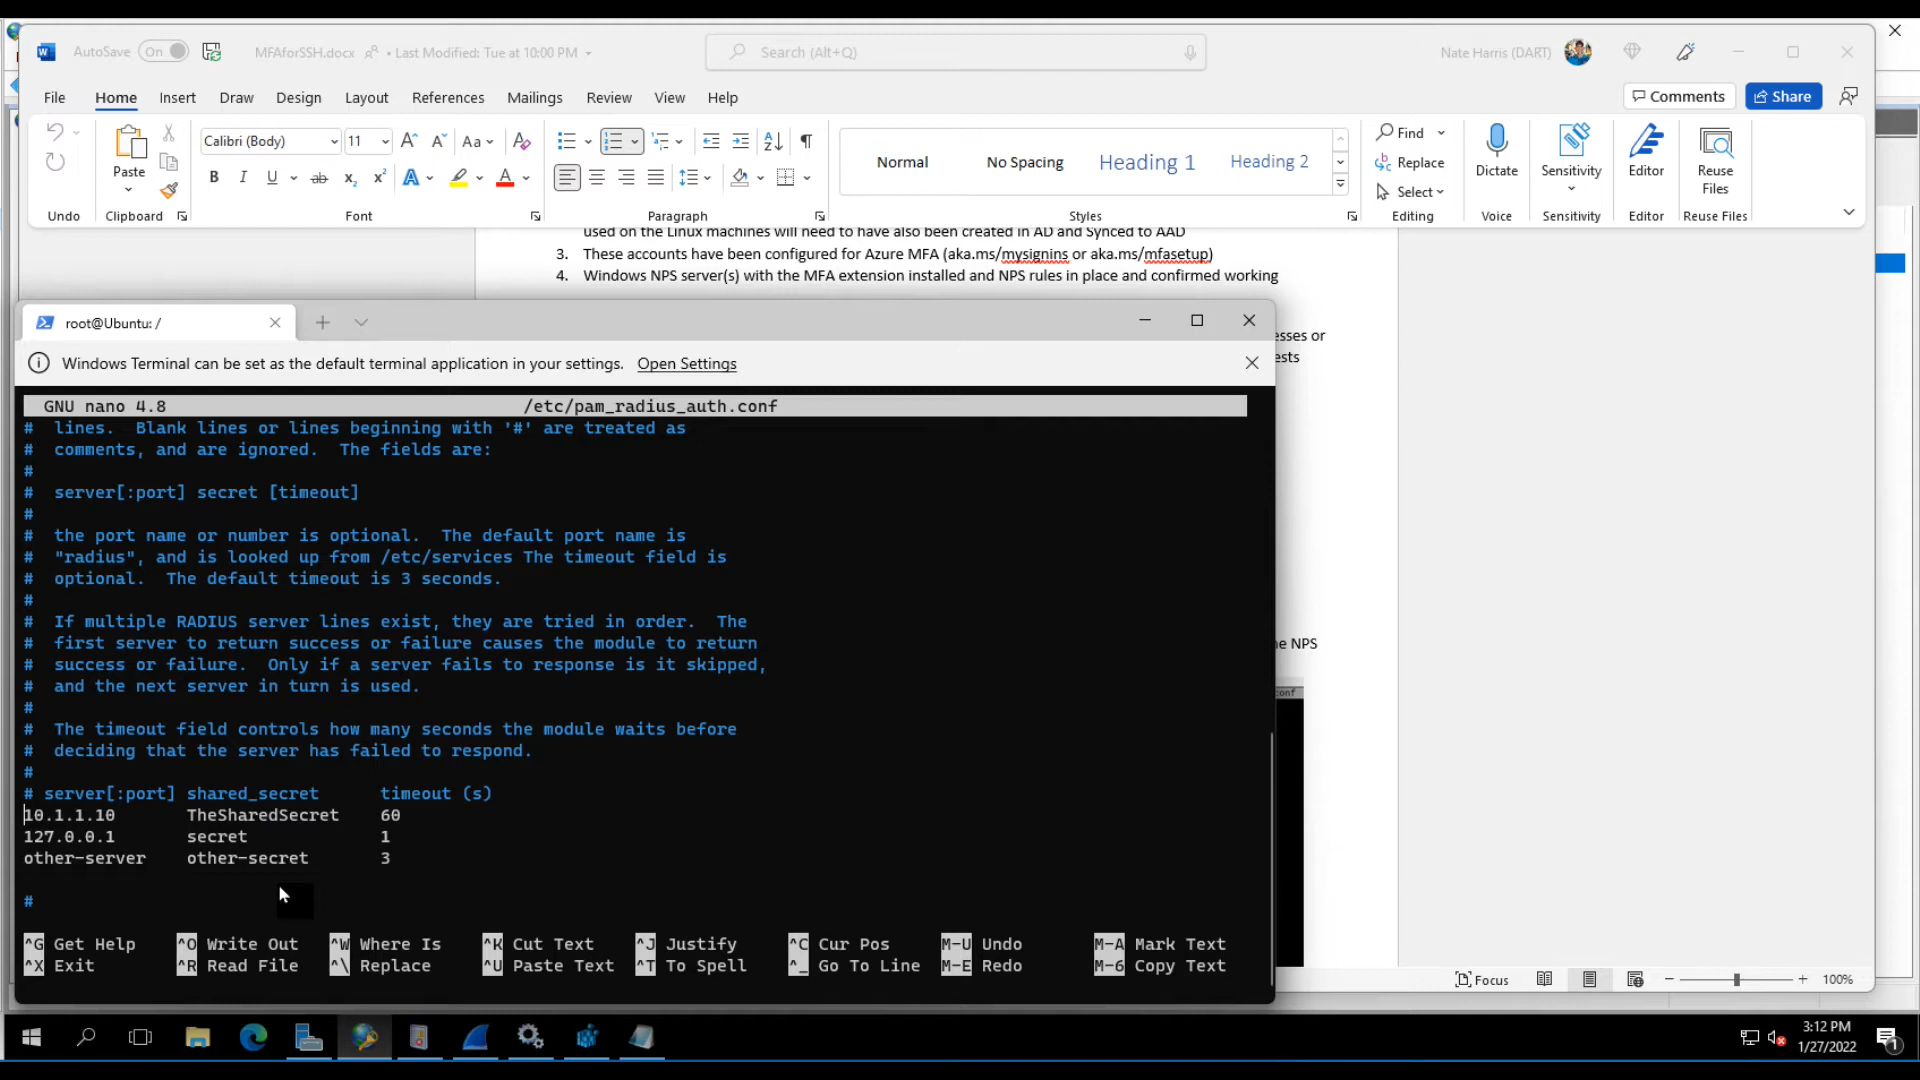 AutoSave On MFAforSSH.docx • Last Modified: Tue at 10:00 PM Search (Alt+Q) Nate Harris (DART)
File Home Insert Draw Design Layout References Mailings Review View Help Comments Share
Paste
Calibri (Body) 11 Aa
B I U ab x₂ x² A A
Normal No Spacing Heading 1 Heading 2
Find
Replace
Select
Dictate Sensitivity Editor Reuse Files
Undo Clipboard Font Paragraph Styles Editing Voice Sensitivity Editor Reuse Files
used on the Linux machines will need to have also been created in AD and Synced to AAD
3. These accounts have been configured for Azure MFA (aka.ms/mysignins or aka.ms/mfasetup)
4. Windows NPS server(s) with the MFA extension installed and NPS rules in place and confirmed working
esses or
ests
ne NPS
conf
root@Ubuntu: /
Windows Terminal can be set as the default terminal application in your settings. Open Settings
GNU nano 4.8 /etc/pam_radius_auth.conf
# lines. Blank lines or lines beginning with '#' are treated as
# comments, and are ignored. The fields are:
#
# server[:port] secret [timeout]
#
# the port name or number is optional. The default port name is
# "radius", and is looked up from /etc/services The timeout field is
# optional. The default timeout is 3 seconds.
#
# If multiple RADIUS server lines exist, they are tried in order. The
# first server to return success or failure causes the module to return
# success or failure. Only if a server fails to response is it skipped,
# and the next server in turn is used.
#
# The timeout field controls how many seconds the module waits before
# deciding that the server has failed to respond.
#
# server[:port] shared_secret timeout (s)
10.1.1.10 TheSharedSecret 60
127.0.0.1 secret 1
other-server other-secret 3
#
^G Get Help ^O Write Out ^W Where Is ^K Cut Text ^J Justify ^C Cur Pos M-U Undo M-A Mark Text
^X Exit ^R Read File ^\ Replace ^U Paste Text ^T To Spell ^_ Go To Line M-E Redo M-6 Copy Text
Focus 100%
3:12 PM
1/27/2022
1